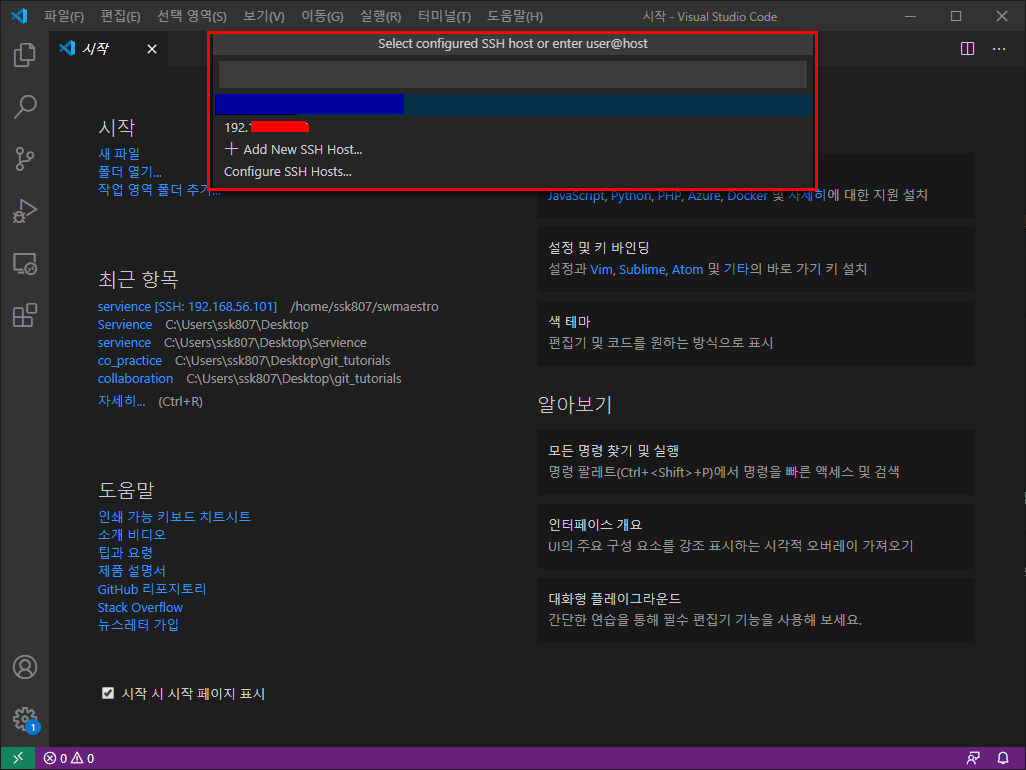 파일(F) 편집(E) 선택 영역(S) 보기(V) 이동(G) 실행(R) 터미널(T) 도움말(H) 시작 - Visual Studio Code
시작
Select configured SSH host or enter user@host
192.
Add New SSH Host...
Configure SSH Hosts...
시작
새 파일
폴더 열기...
작업 영역 폴더 추가...
최근 항목
servience [SSH: 192.168.56.101] /home/ssk807/swmaestro
Servience C:\Users\ssk807\Desktop
servience C:\Users\ssk807\Desktop\Servience
co_practice C:\Users\ssk807\Desktop\git_tutorials
collaboration C:\Users\ssk807\Desktop\git_tutorials
자세히... (Ctrl+R)
도움말
인쇄 가능 키보드 치트시트
소개 비디오
팁과 요령
제품 설명서
GitHub 리포지토리
Stack Overflow
뉴스레터 가입
시작 시 시작 페이지 표시
JavaScript, Python, PHP, Azure, Docker 및 자세히에 대한 지원 설치
설정 및 키 바인딩
설정과 Vim, Sublime, Atom 및 기타의 바로 가기 키 설치
색 테마
편집기 및 코드를 원하는 방식으로 표시
알아보기
모든 명령 찾기 및 실행
명령 팔레트(Ctrl+<Shift>+P)에서 명령을 빠른 액세스 및 검색
인터페이스 개요
UI의 주요 구성 요소를 강조 표시하는 시각적 오버레이 가져오기
대화형 플레이그라운드
간단한 연습을 통해 필수 편집기 기능을 사용해 보세요.
1
0 0